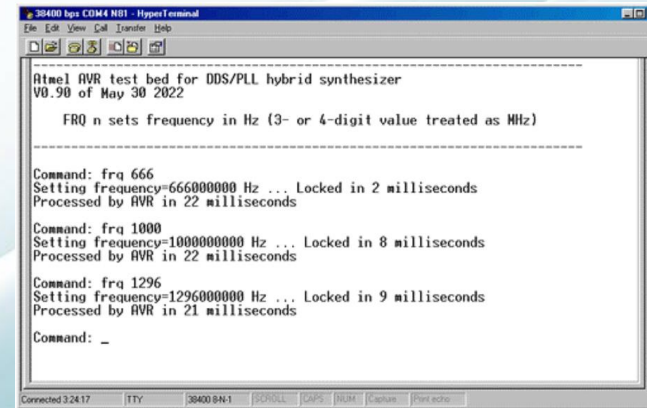 38400 bps COM4 N81 - HyperTerminal
File Edit View Call Transfer Help
Atmel AVR test bed for DDS/PLL hybrid synthesizer
V0.90 of May 30 2022
FRQ n sets frequency in Hz (3- or 4-digit value treated as MHz)
Command: frq 666
Setting frequency=666000000 Hz ... Locked in 2 milliseconds
Processed by AVR in 22 milliseconds
Command: frq 1000
Setting frequency=1000000000 Hz ... Locked in 8 milliseconds
Processed by AVR in 22 milliseconds
Command: frq 1296
Setting frequency=1296000000 Hz ... Locked in 9 milliseconds
Processed by AVR in 21 milliseconds
Command: _
Connected 3:24:17 TTY 38400 8-N-1 SCROLL CAPS NUM Capture Print echo